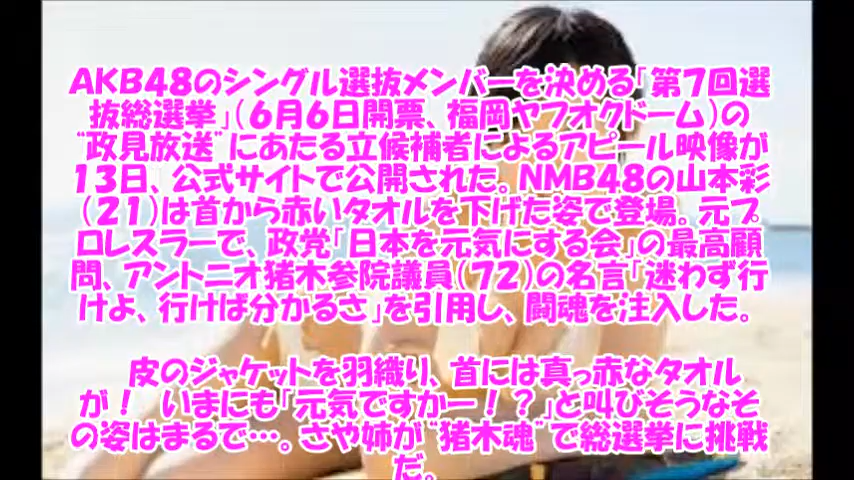 AKB48のシングル選抜メンバーを決める「第7回選
抜総選挙」(6月6日開票、福岡ヤフオクドーム)の
“政見放送”にあたる立候補者によるアピール映像が
13日、公式サイトで公開された。NMB48の山本彩
(21)は首から赤いタオルを下げた姿で登場。元プ
ロレスラーで、政党「日本を元気にする会」の最高顧
問、アントニオ猪木参院議員(72)の名言「迷わず行
けよ、行けば分かるさ」を引用し、闘魂を注入した。
皮のジャケットを羽織り、首には真っ赤なタオル
が! いまにも「元気ですかー!?」と叫びそうなそ
の姿はまるで…。さや姉が“猪木魂”で総選挙に挑戦
だ。